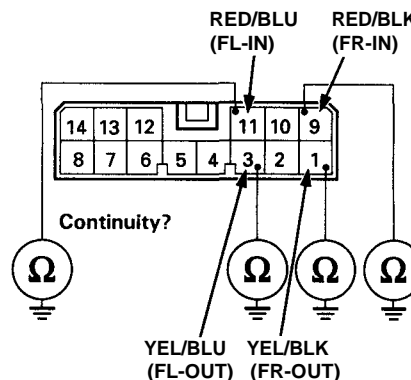 RED/BLU RED/BLK
(FL-IN) (FR-IN)
14 13 12 11 10 9
8 7 6 5 4 3 2 1
Continuity?
Ω Ω Ω Ω
YEL/BLU YEL/BLK
(FL-OUT) (FR-OUT)